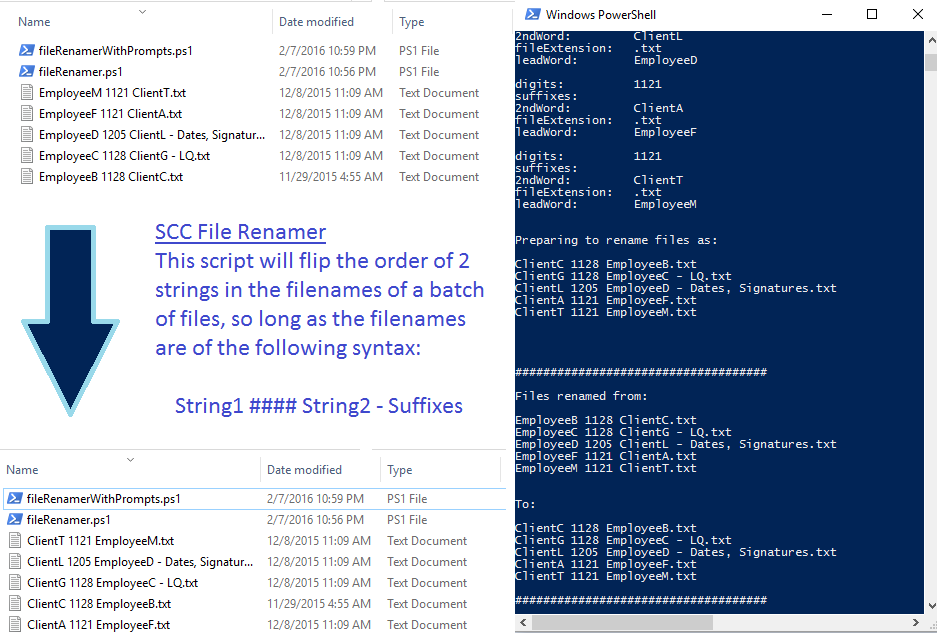 Name Date modified Type
fileRenamerWithPrompts.ps1 2/7/2016 10:59 PM PS1 File
fileRenamer.ps1 2/7/2016 10:56 PM PS1 File
EmployeeM 1121 ClientT.txt 12/8/2015 11:09 AM Text Document
EmployeeF 1121 ClientA.txt 12/8/2015 11:09 AM Text Document
EmployeeD 1205 ClientL - Dates, Signatur... 12/8/2015 11:09 AM Text Document
EmployeeC 1128 ClientG - LQ.txt 12/8/2015 11:09 AM Text Document
EmployeeB 1128 ClientC.txt 11/29/2015 4:55 AM Text Document
SCC File Renamer
This script will flip the order of 2
strings in the filenames of a batch
of files, so long as the filenames
are of the following syntax:
String1 #### String2 - Suffixes
Name Date modified Type
fileRenamerWithPrompts.ps1 2/7/2016 10:59 PM PS1 File
fileRenamer.ps1 2/7/2016 10:56 PM PS1 File
ClientT 1121 EmployeeM.txt 12/8/2015 11:09 AM Text Document
ClientL 1205 EmployeeD - Dates, Signatur... 12/8/2015 11:09 AM Text Document
ClientG 1128 EmployeeC - LQ.txt 12/8/2015 11:09 AM Text Document
ClientC 1128 EmployeeB.txt 11/29/2015 4:55 AM Text Document
ClientA 1121 EmployeeF.txt 12/8/2015 11:09 AM Text Document
Windows PowerShell
2ndWord: ClientL
fileExtension: .txt
leadWord: EmployeeD
digits: 1121
suffixes:
2ndWord: ClientA
fileExtension: .txt
leadWord: EmployeeF
digits: 1121
suffixes:
2ndWord: ClientT
fileExtension: .txt
leadWord: EmployeeM
Preparing to rename files as:
ClientC 1128 EmployeeB.txt
ClientG 1128 EmployeeC - LQ.txt
ClientL 1205 EmployeeD - Dates, Signatures.txt
ClientA 1121 EmployeeF.txt
ClientT 1121 EmployeeM.txt
####################################
Files renamed from:
EmployeeB 1128 ClientC.txt
EmployeeC 1128 ClientG - LQ.txt
EmployeeD 1205 ClientL - Dates, Signatures.txt
EmployeeF 1121 ClientA.txt
EmployeeM 1121 ClientT.txt
To:
ClientC 1128 EmployeeB.txt
ClientG 1128 EmployeeC - LQ.txt
ClientL 1205 EmployeeD - Dates, Signatures.txt
ClientA 1121 EmployeeF.txt
ClientT 1121 EmployeeM.txt
####################################